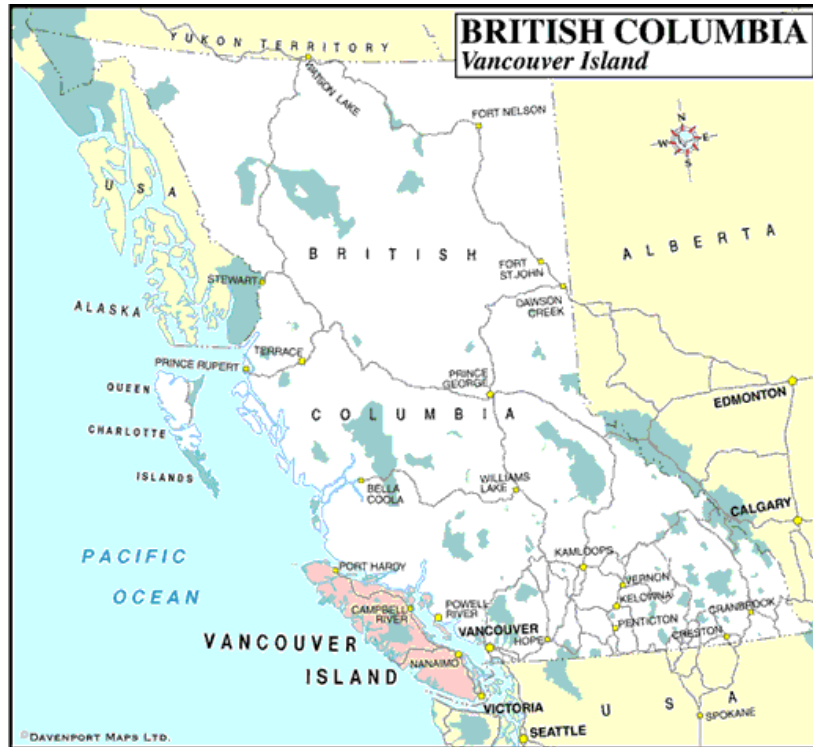 BRITISH COLUMBIA
Vancouver Island
YUKON TERRITORY
WATSON LAKE
FORT NELSON
N
W
E
S
USA
BRITISH
ALBERTA
FORT
ST.JOHN
STEWART
DAWSON
CREEK
ALASKA
TERRACE
PRINCE RUPERT
PRINCE
GEORGE
QUEEN
EDMONTON
COLUMBIA
CHARLOTTE
ISLANDS
WILLIAMS
LAKE
BELLA
COOLA
CALGARY
PACIFIC
OCEAN
PORT HARDY
KAMLOOPS
VERNON
KELOWNA
CAMPBELL
RIVER
POWELL
RIVER
CRANBROOK
PENTICTON
VANCOUVER
HOPE
CRESTON
VANCOUVER
ISLAND
NANAIMO
VICTORIA
USA
SPOKANE
SEATTLE
©DAVENPORT MAPS LTD.